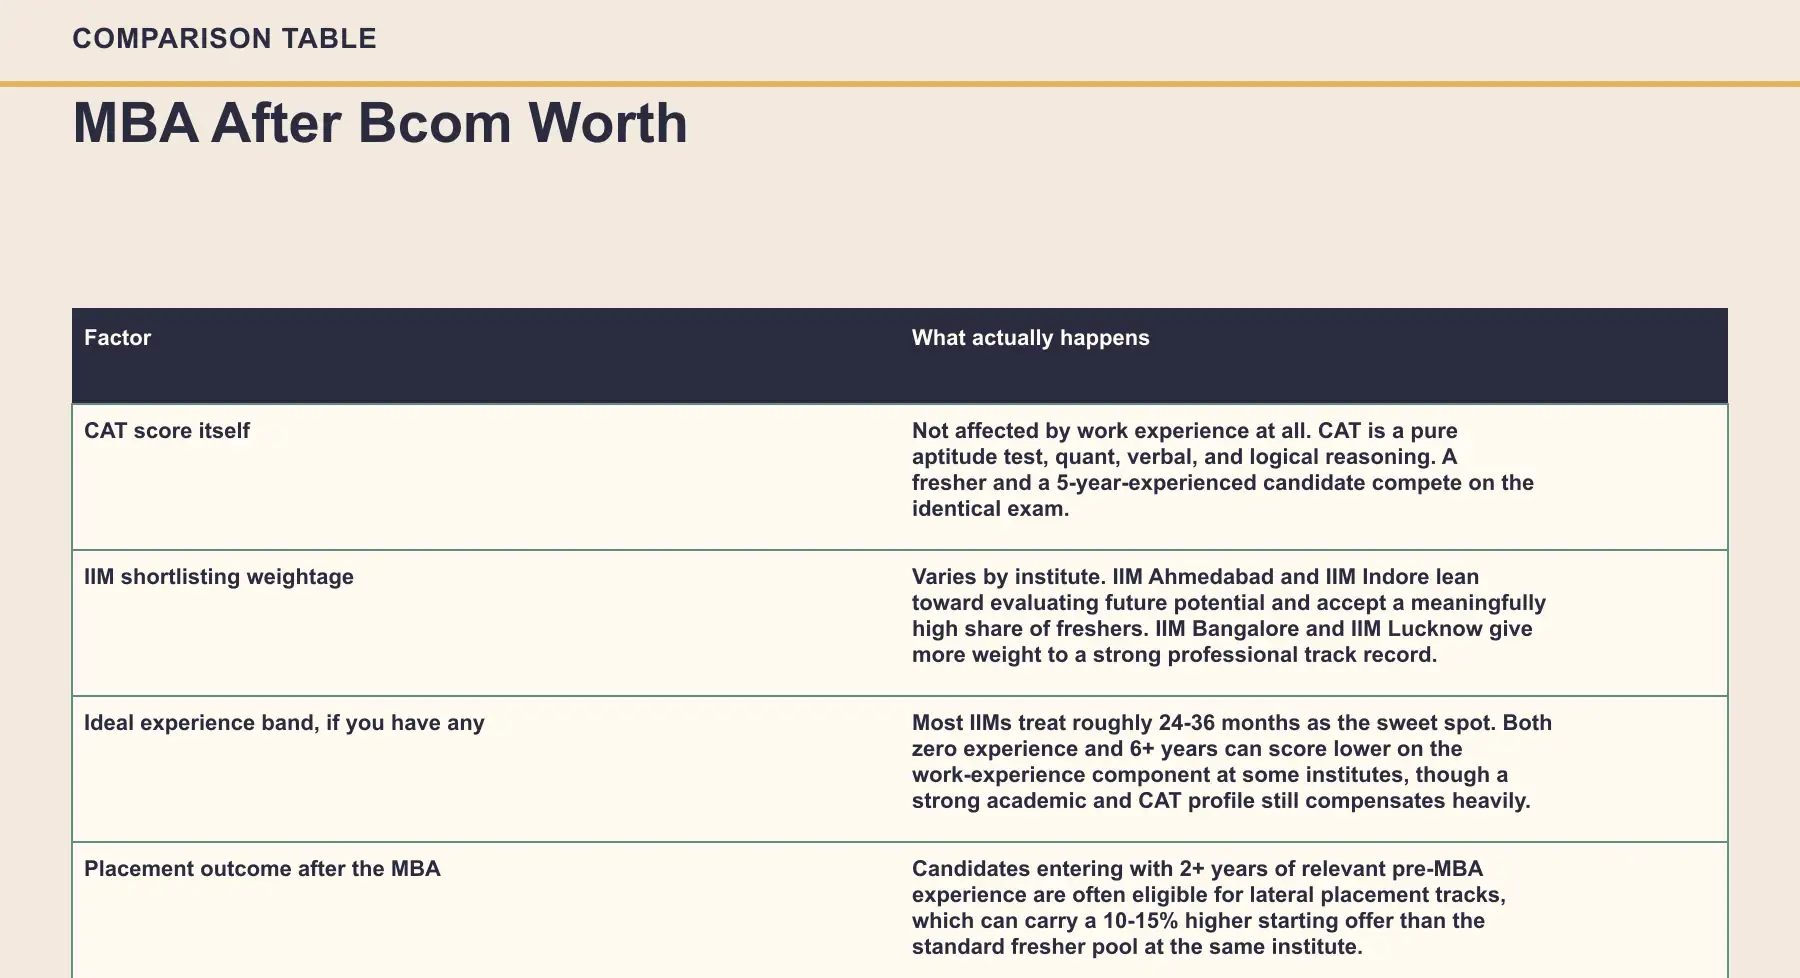 COMPARISON TABLE
MBA After Bcom Worth
Factor
What actually happens
CAT score itself
Not affected by work experience at all. CAT is a pure
aptitude test, quant, verbal, and logical reasoning. A
fresher and a 5-year-experienced candidate compete on the
identical exam.
IIM shortlisting weightage
Varies by institute. IIM Ahmedabad and IIM Indore lean
toward evaluating future potential and accept a meaningfully
high share of freshers. IIM Bangalore and IIM Lucknow give
more weight to a strong professional track record.
Ideal experience band, if you have any
Most IIMs treat roughly 24-36 months as the sweet spot. Both
zero experience and 6+ years can score lower on the
work-experience component at some institutes, though a
strong academic and CAT profile still compensates heavily.
Placement outcome after the MBA
Candidates entering with 2+ years of relevant pre-MBA
experience are often eligible for lateral placement tracks,
which can carry a 10-15% higher starting offer than the
standard fresher pool at the same institute.